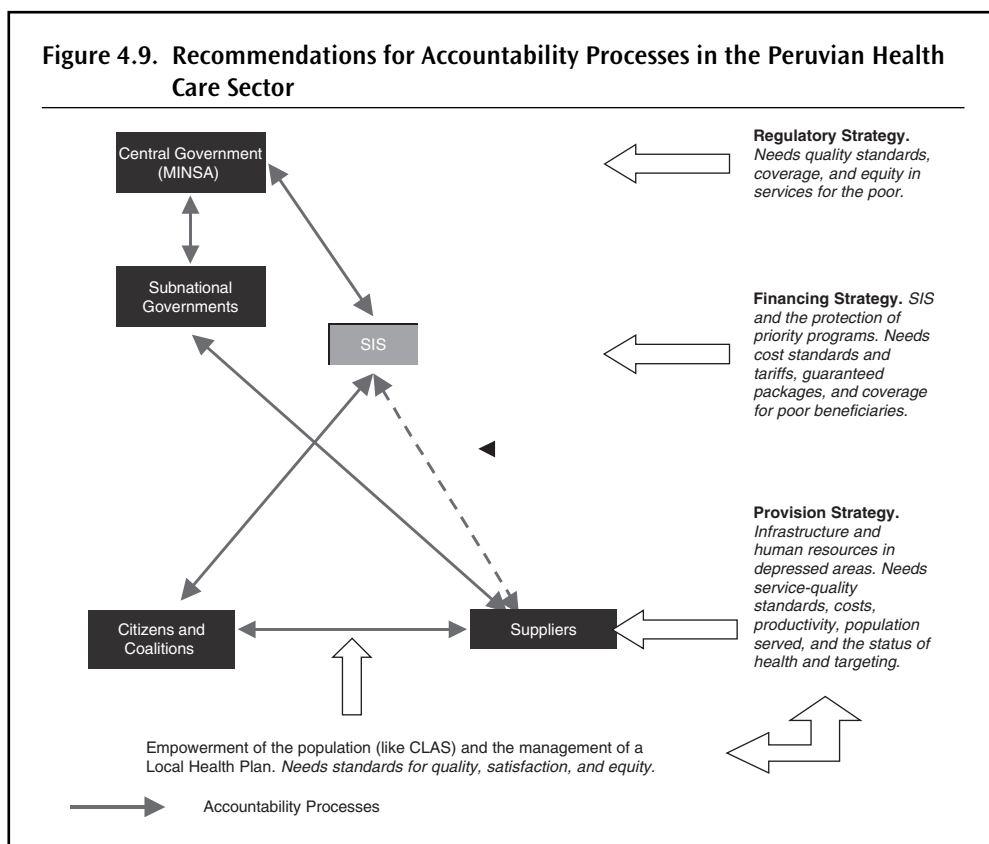 Figure 4.9. Recommendations for Accountability Processes in the Peruvian Health
Care Sector
Central Government
(MINSA)
Regulatory Strategy.
Needs quality standards,
coverage, and equity in
services for the poor.
Subnational
Governments
SIS
Financing Strategy. SIS
and the protection of
priority programs. Needs
cost standards and
tariffs, guaranteed
packages, and coverage
for poor beneficiaries.
Provision Strategy.
Infrastructure and
human resources in
depressed areas. Needs
service-quality
standards, costs,
productivity, population
served, and the status of
health and targeting.
Citizens and
Coalitions
Suppliers
Empowerment of the population (like CLAS) and the management of a
Local Health Plan. Needs standards for quality, satisfaction, and equity.
Accountability Processes